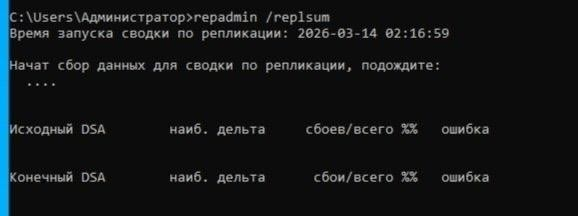 C:\Users\Администратор>repadmin /replsum
Время запуска сводки по репликации: 2026-03-14 02:16:59
Начат сбор данных для сводки по репликации, подождите:
....
Исходный DSA наиб. дельта сбоев/всего %% ошибка
Конечный DSA наиб. дельта сбои/всего %% ошибка